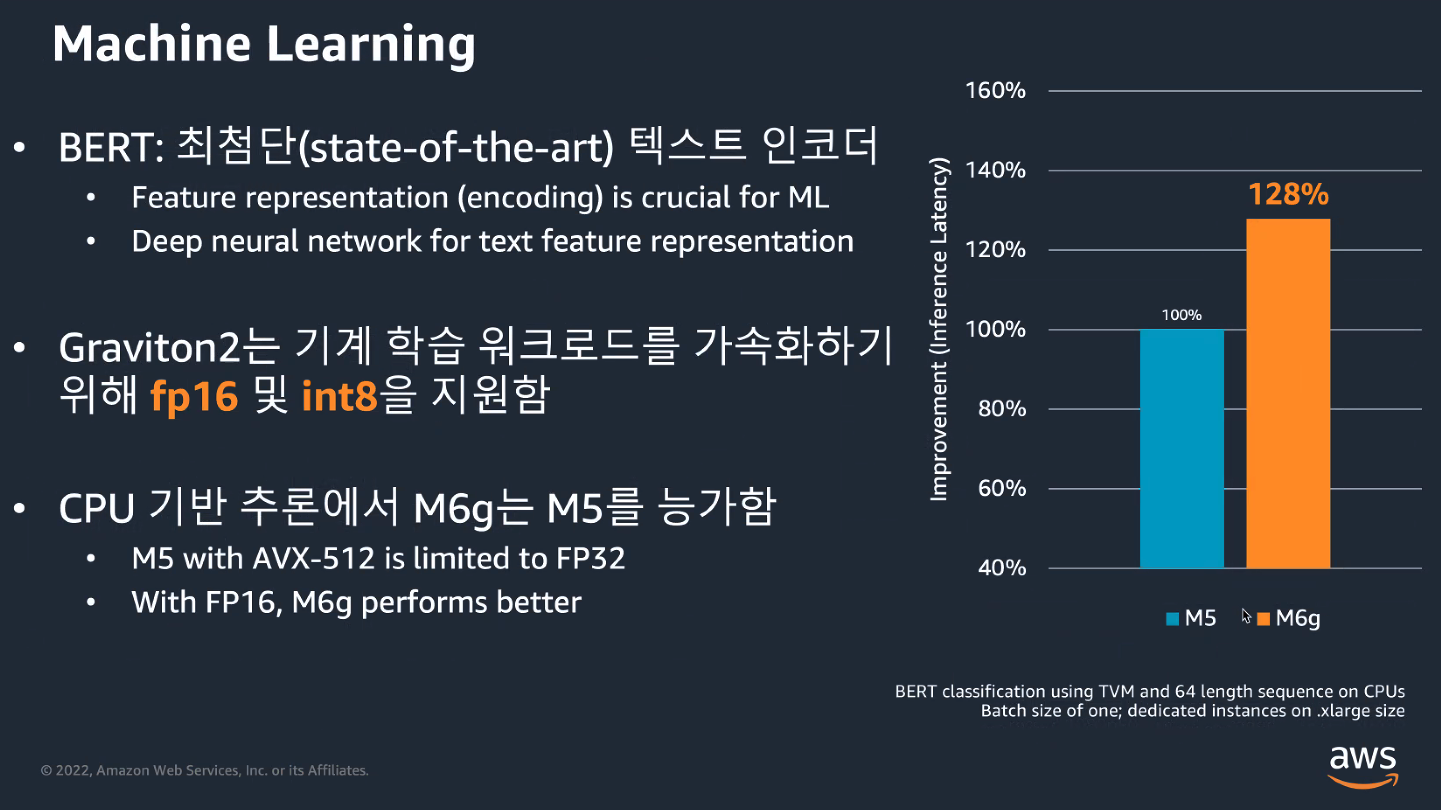 Machine Learning
• BERT: 최첨단(state-of-the-art) 텍스트 인코더
• Feature representation (encoding) is crucial for ML
• Deep neural network for text feature representation
• Graviton2는 기계 학습 워크로드를 가속화하기
위해 fp16 및 int8을 지원함
• CPU 기반 추론에서 M6g는 M5를 능가함
• M5 with AVX-512 is limited to FP32
• With FP16, M6g performs better
Improvement (Inference Latency)
160%
140%
120%
100%
80%
60%
40%
100%
128%
M5
M6g
BERT classification using TVM and 64 length sequence on CPUs
Batch size of one; dedicated instances on .xlarge size
© 2022, Amazon Web Services, Inc. or its Affiliates.
aws